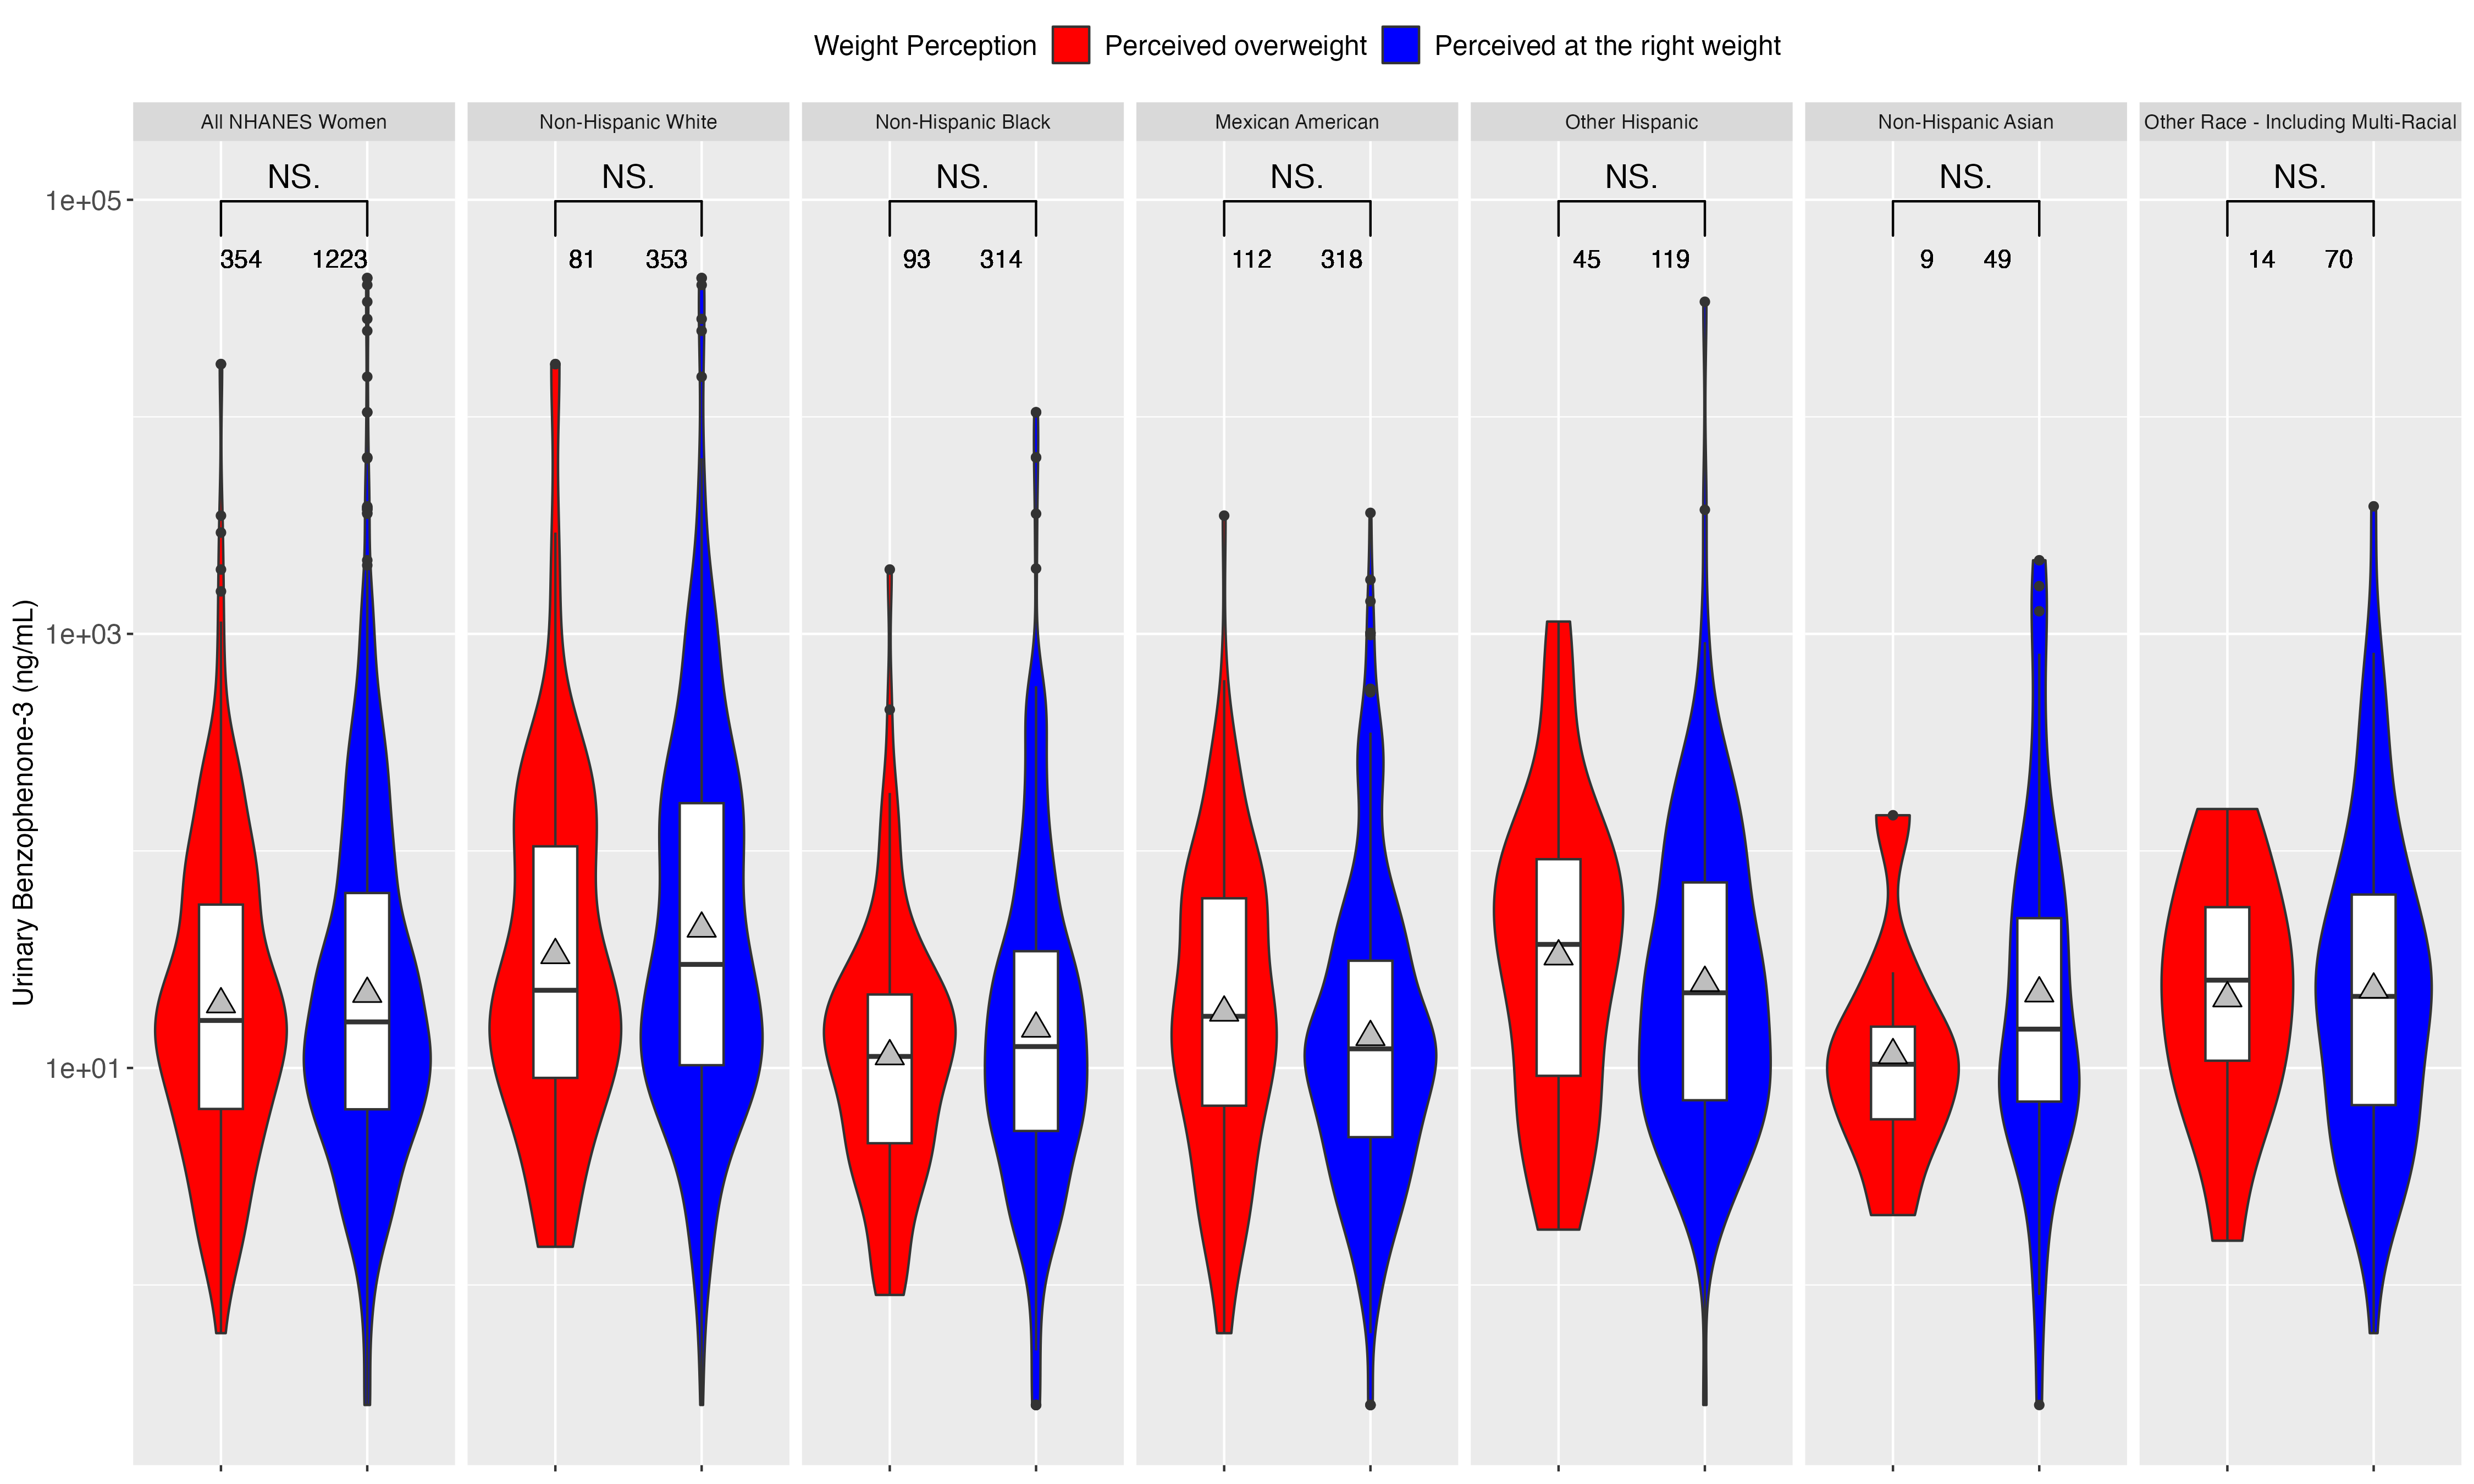 Weight Perception Perceived overweight Perceived at the right weight
All NHANES Women Non-Hispanic White Non-Hispanic Black Mexican American Other Hispanic Non-Hispanic Asian Other Race - Including Multi-Racial
NS. NS. NS. NS. NS. NS. NS.
1e+05
354 1223 81 353 93 314 112 318 45 119 9 49 14 70
1e+03
1e+01
Urinary Benzophenone-3 (ng/mL)